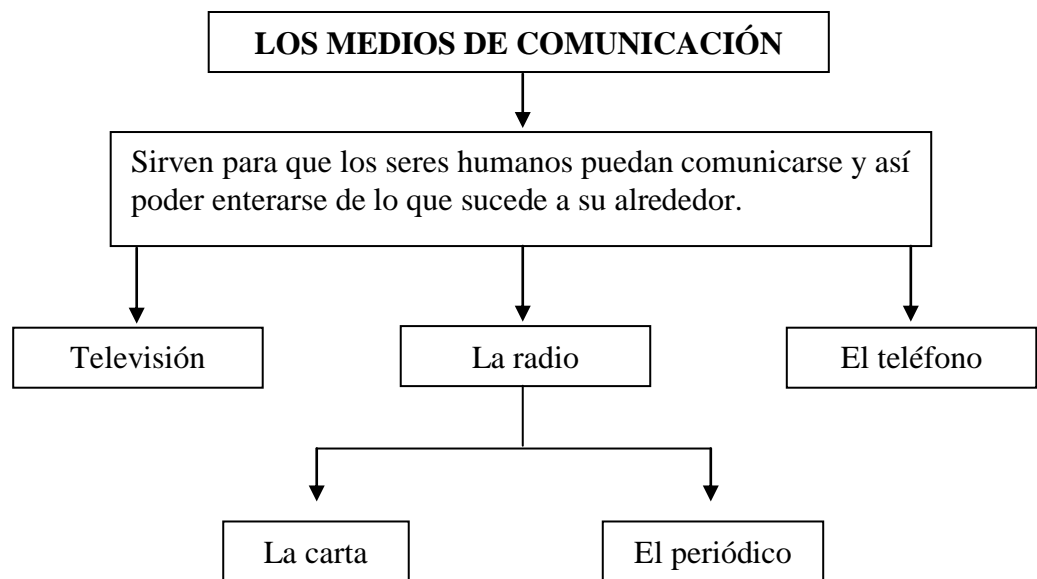 LOS MEDIOS DE COMUNICACIÓN
Sirven para que los seres humanos puedan comunicarse y así
poder enterarse de lo que sucede a su alrededor.
Televisión
La radio
El teléfono
La carta
El periódico